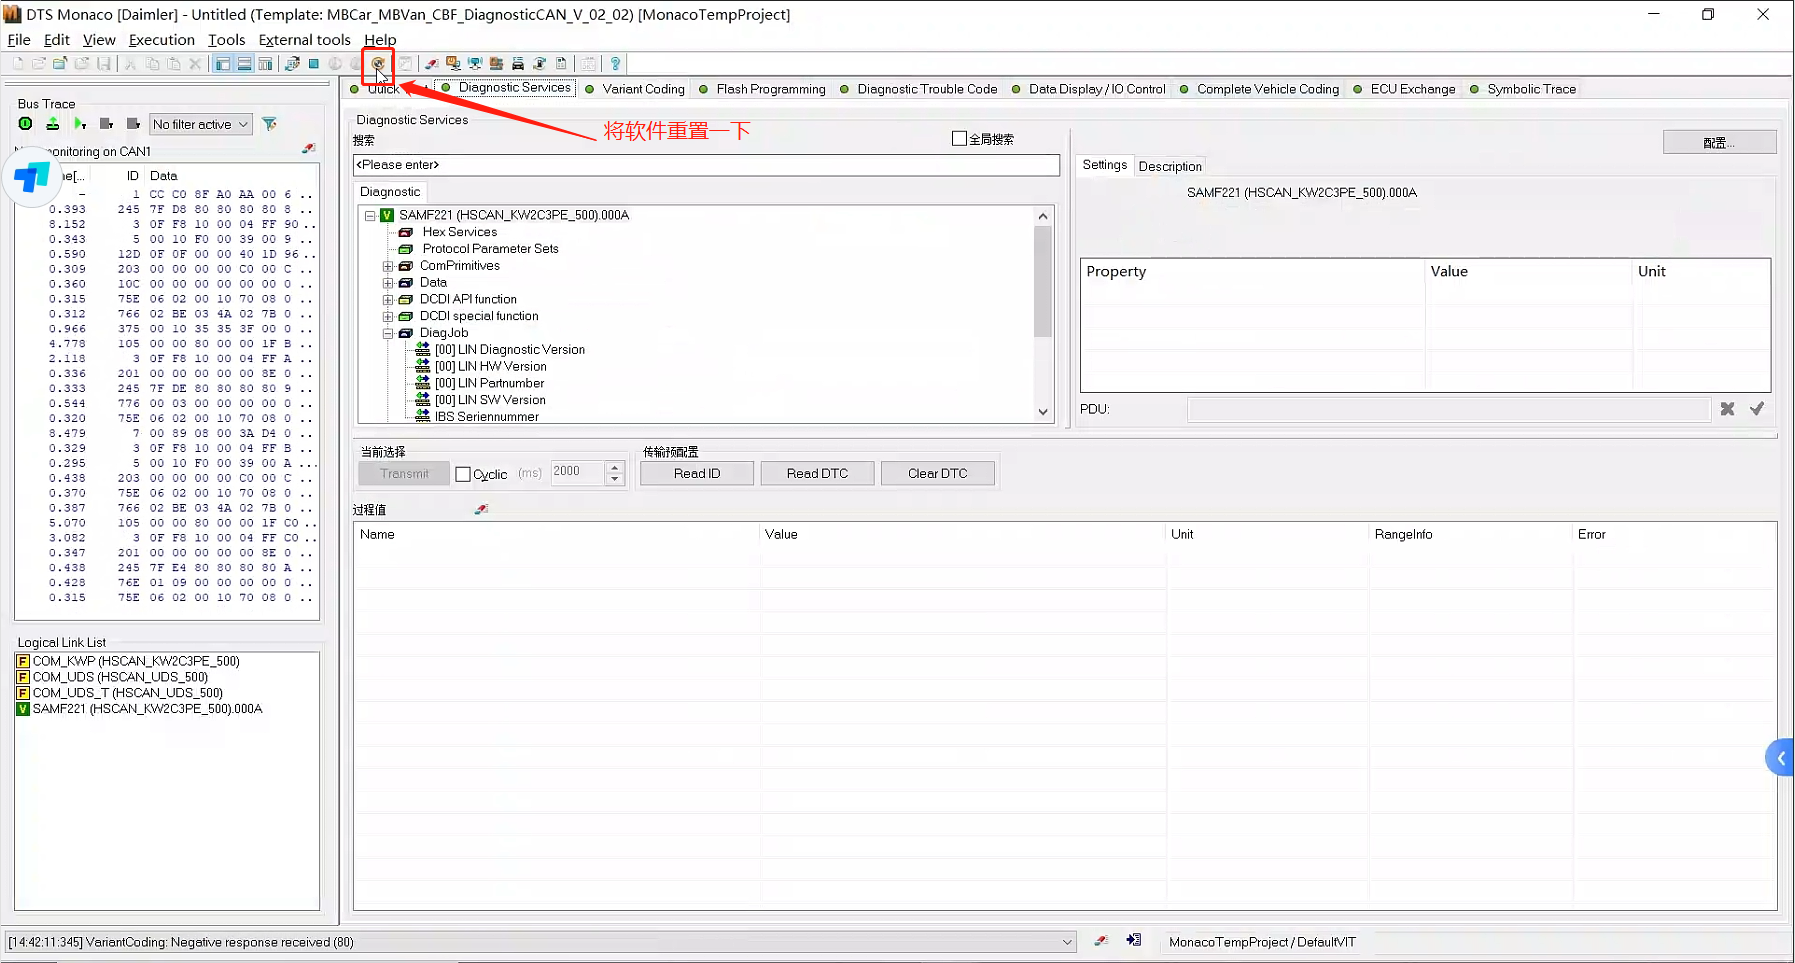 DTS Monaco [Daimler] - Untitled (Template: MBCar_MBVan_CBF_DiagnosticCAN_V_02_02) [MonacoTempProject]
File Edit View Execution Tools External tools Help
Diagnostic Services Variant Coding Flash Programming Diagnostic Trouble Code Data Display / IO Control Complete Vehicle Coding ECU Exchange Symbolic Trace
将软件重置一下
Bus Trace
No filter active
onitoring on CAN1
ID Data
– 1 CC C0 8F A0 AA 00 6 ..
0.393 245 7F D8 80 80 80 80 8 ..
8.152 3 0F F8 10 00 04 FF 90 ..
0.343 5 00 10 F0 00 39 00 9 ..
0.590 12D 0F 0F 00 00 40 1D 96 ..
0.309 203 00 00 00 00 C0 00 C ..
0.360 10C 00 00 00 00 00 00 0 ..
0.315 75E 06 02 00 10 70 08 0 ..
0.312 766 02 BE 03 4A 02 7B 0 ..
0.966 375 00 10 35 35 3F 00 0 ..
4.778 105 00 00 80 00 00 1F B ..
2.118 3 0F F8 10 00 04 FF A ..
0.336 201 00 00 00 00 00 8E 0 ..
0.333 245 7F DE 80 80 80 80 9 ..
0.544 776 00 03 00 00 00 00 0 ..
0.320 75E 06 02 00 10 70 08 0 ..
8.479 7 00 89 08 00 3A D4 0 ..
0.329 3 0F F8 10 00 04 FF B ..
0.295 5 00 10 F0 00 39 00 A ...
0.438 203 00 00 00 00 C0 00 C ..
0.370 75E 06 02 00 10 70 08 0 ..
0.387 766 02 BE 03 4A 02 7B 0 ..
5.070 105 00 00 80 00 00 1F C0 ..
3.082 3 0F F8 10 00 04 FF C0 ..
0.347 201 00 00 00 00 00 8E 0 ..
0.438 245 7F E4 80 80 80 80 A ..
0.428 76E 01 09 00 00 00 00 0 ..
0.315 75E 06 02 00 10 70 08 0 ..
Logical Link List
F COM_KWP (HSCAN_KW2C3PE_500)
F COM_UDS (HSCAN_UDS_500)
F COM_UDS_T (HSCAN_UDS_500)
V SAMF221 (HSCAN_KW2C3PE_500).000A
Diagnostic Services
搜索
全局搜索
<Please enter>
Diagnostic
V SAMF221 (HSCAN_KW2C3PE_500).000A
Hex Services
Protocol Parameter Sets
ComPrimitives
Data
DCDI API function
DCDI special function
DiagJob
[00] LIN Diagnostic Version
[00] LIN HW Version
[00] LIN Partnumber
[00] LIN SW Version
IBS Seriennummer
配置...
Settings Description
SAMF221 (HSCAN_KW2C3PE_500).000A
Property Value Unit
PDU:
当前选择
Transmit Cyclic (ms) 2000
传输预配置
Read ID Read DTC Clear DTC
过程值
Name Value Unit RangeInfo Error
[14:42:11:345] VariantCoding: Negative response received (80)
MonacoTempProject / DefaultVIT